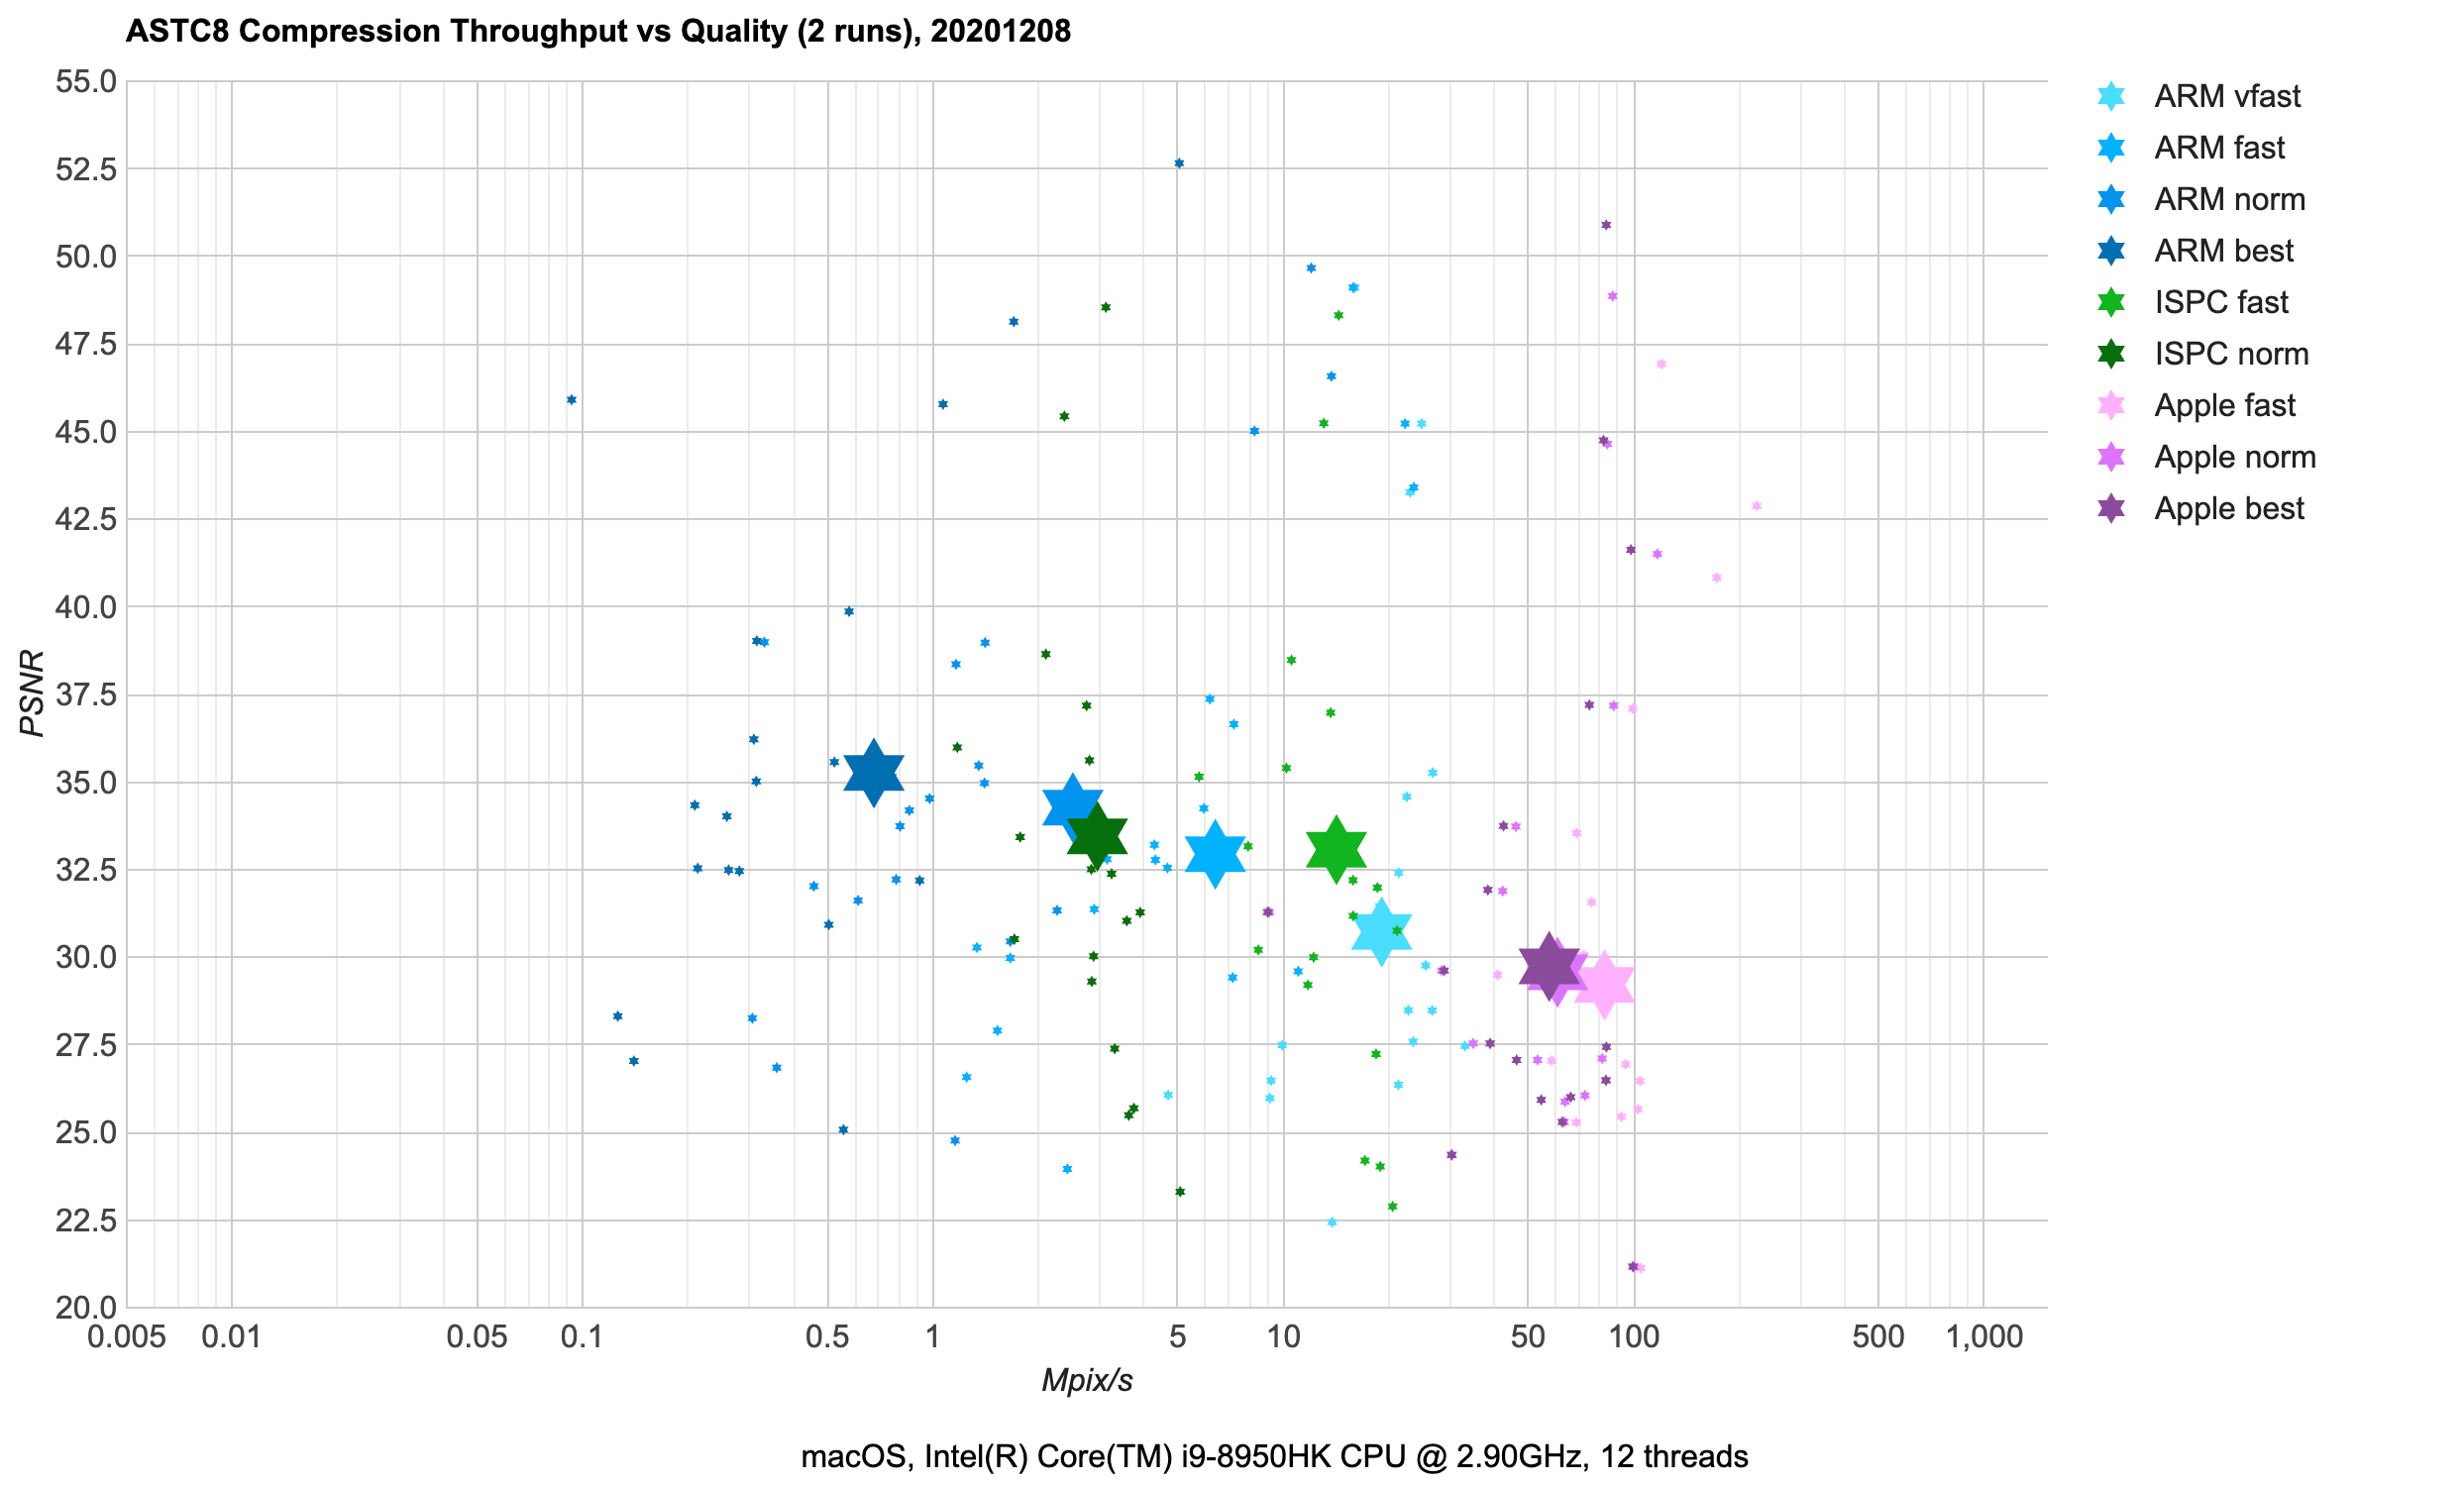 ASTC8 Compression Throughput vs Quality (2 runs), 20201208
55.0
52.5
50.0
47.5
45.0
42.5
40.0
37.5
35.0
32.5
30.0
27.5
25.0
22.5
20.0
PSNR
0.005 0.01 0.05 0.1 0.5 1 5 10 50 100 500 1,000
Mpix/s
ARM vfast
ARM fast
ARM norm
ARM best
ISPC fast
ISPC norm
Apple fast
Apple norm
Apple best
macOS, Intel(R) Core(TM) i9-8950HK CPU @ 2.90GHz, 12 threads